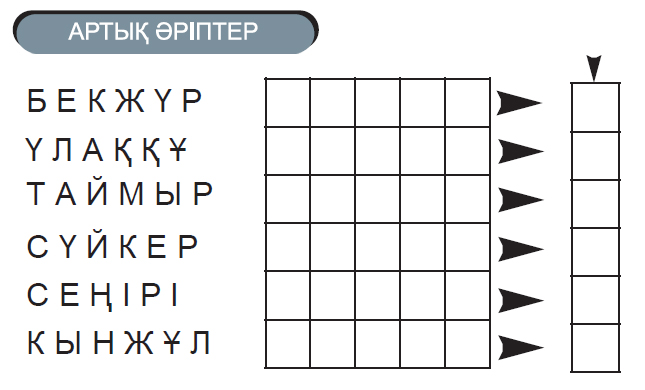 АРТЫҚ ӘРІПТЕР
Б Е К Ж Ү Р
Ү Л А Қ Қ Ұ
Т А Й М Ы Р
С Ү Й К Е Р
С Е Ң І Р І
К Ы Н Ж Ұ Л